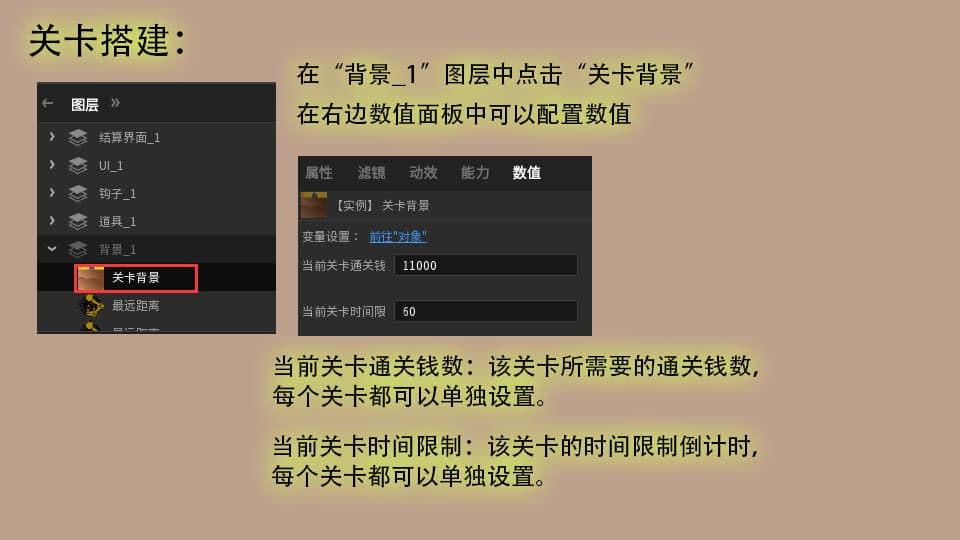 关卡搭建：
在“背景_1”图层中点击“关卡背景”
在右边数值面板中可以配置数值
图层
结算界面_1
UI_1
钩子_1
道具_1
背景_1
关卡背景
最远距离
属性 滤镜 动效 能力 数值
【实例】 关卡背景
变量设置： 前往"对象"
当前关卡通关钱 11000
当前关卡时间限 60
当前关卡通关钱数：该关卡所需要的通关钱数，
每个关卡都可以单独设置。
当前关卡时间限制：该关卡的时间限制倒计时，
每个关卡都可以单独设置。